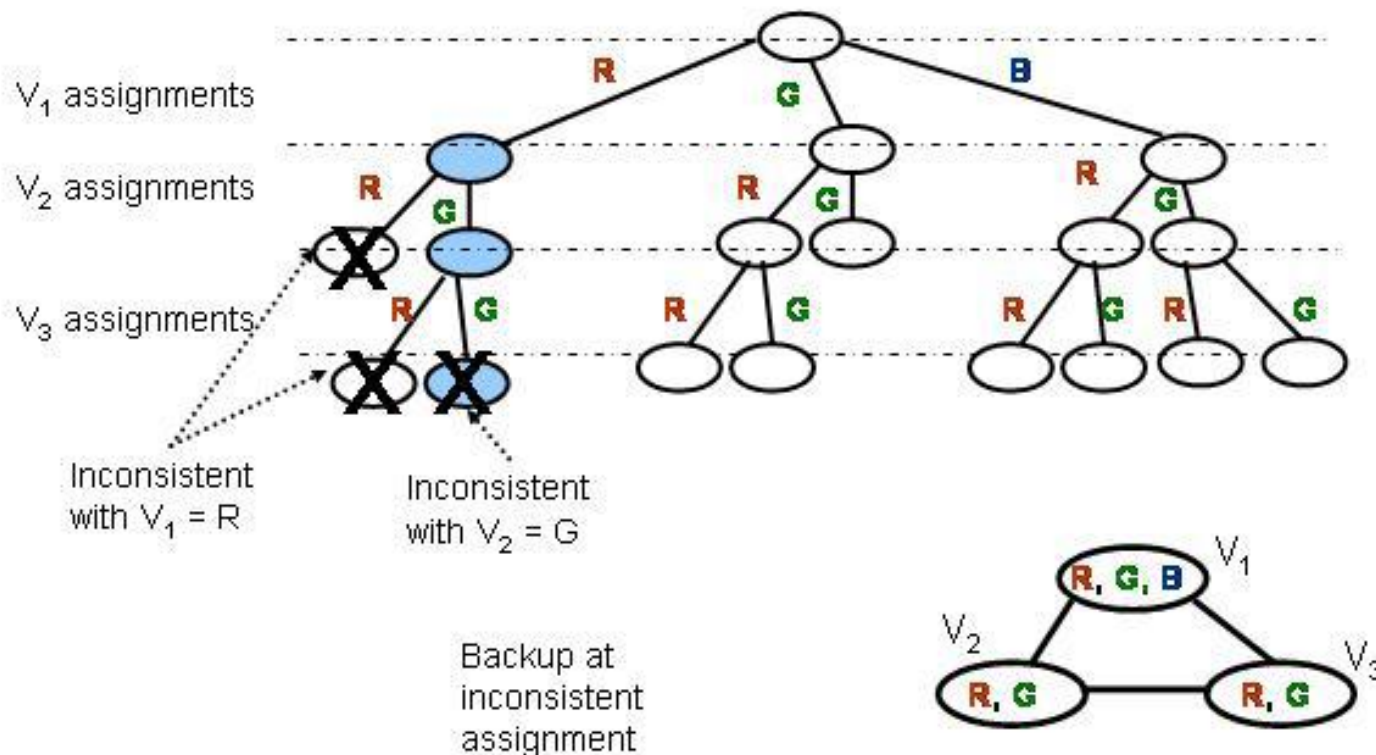 R
B
V₁ assignments
G
V₂ assignments
R
G
R
G
R
G
V₃ assignments
R
G
R
G
R
G
R
G
Inconsistent
with V₁ = R
Inconsistent
with V₂ = G
V₁
R, G, B
V₂
V₃
R, G
R, G
Backup at
inconsistent
assignment